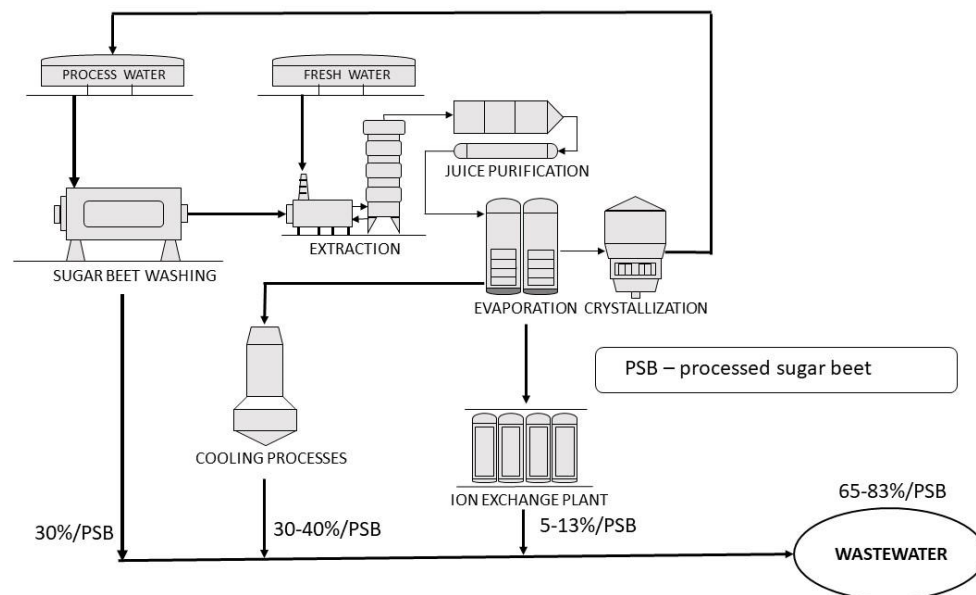 PROCESS WATER
FRESH WATER
JUICE PURIFICATION
EXTRACTION
SUGAR BEET WASHING
EVAPORATION
CRYSTALLIZATION
PSB – processed sugar beet
COOLING PROCESSES
ION EXCHANGE PLANT
65-83%/PSB
30%/PSB
30-40%/PSB
5-13%/PSB
WASTEWATER